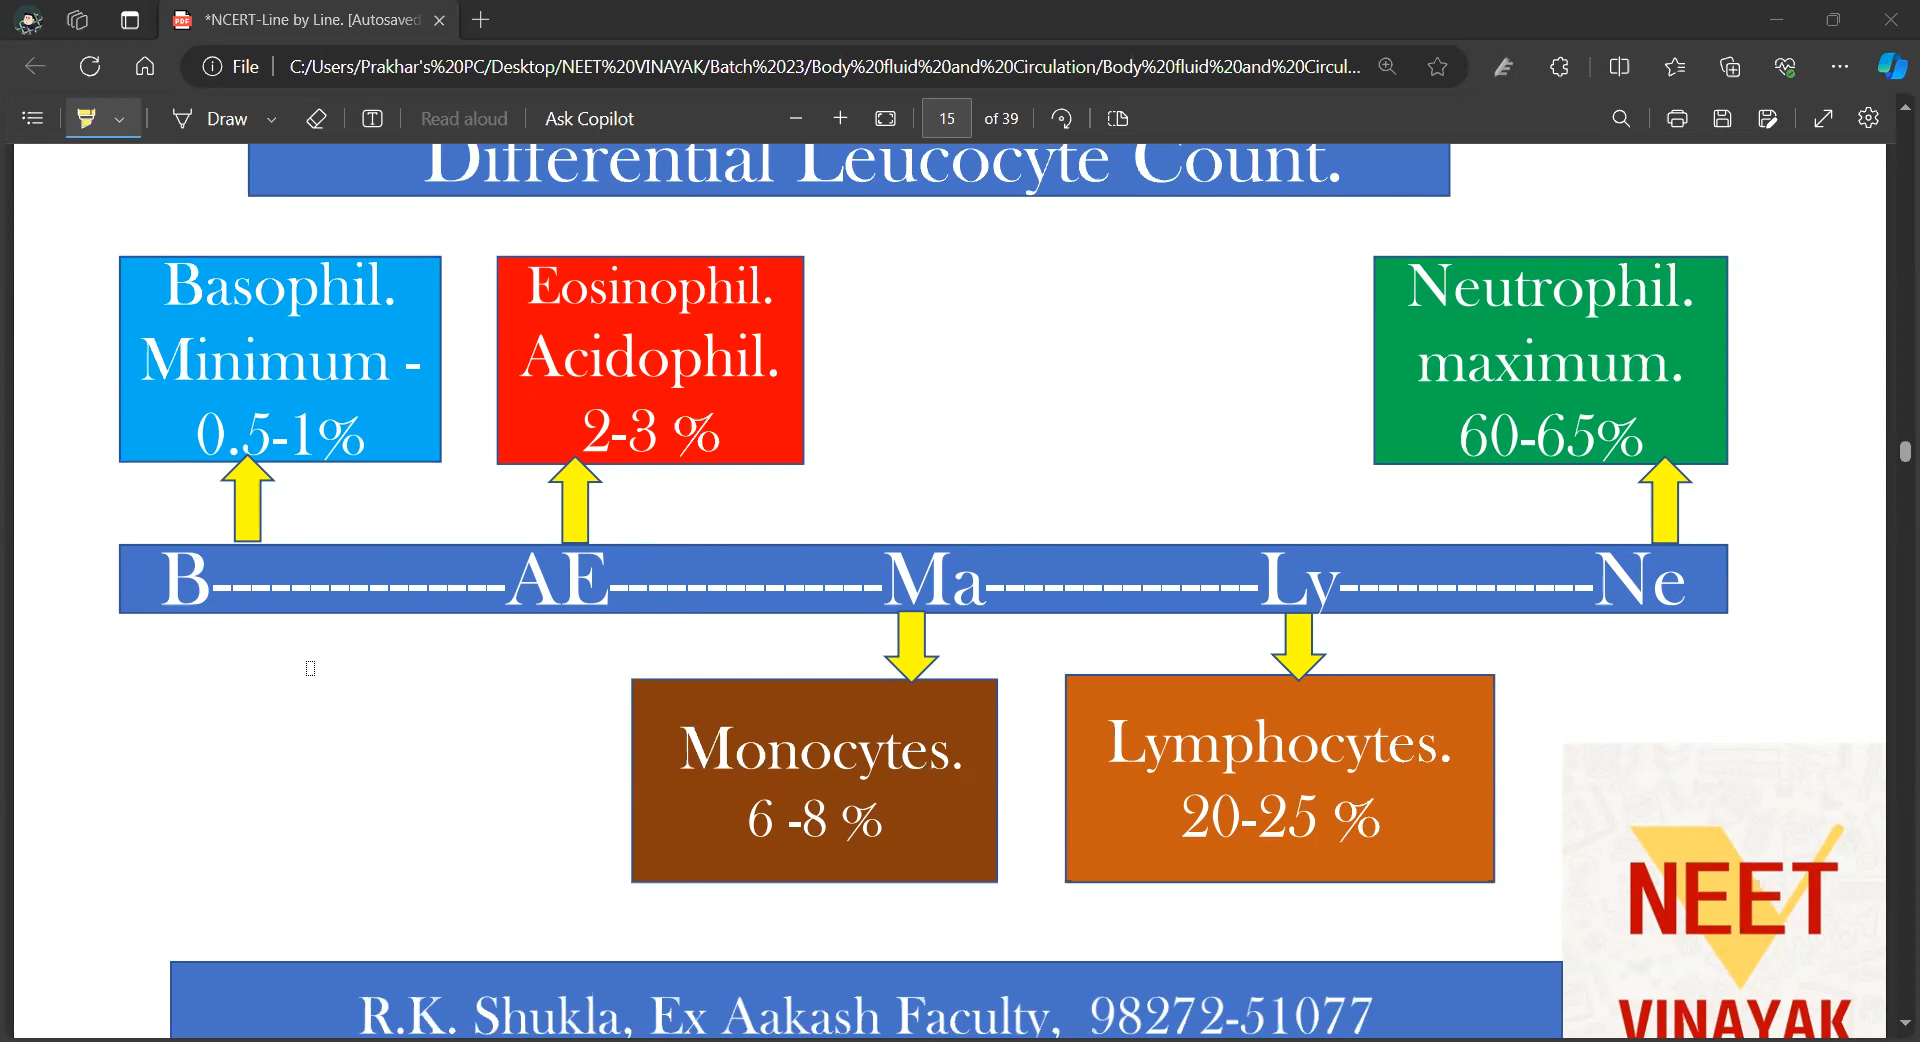 *NCERT-Line by Line. [Autosaved
File
C:/Users/Prakhar's%20PC/Desktop/NEET%20VINAYAK/Batch%2023/Body%20fluid%20and%20Circulation/Body%20fluid%20and%20Circul...
Draw
Read aloud
Ask Copilot
15 of 39
Differential Leucocyte Count.
Basophil.
Minimum -
0.5-1%
Eosinophil.
Acidophil.
2-3 %
Neutrophil.
maximum.
60-65%
B--------------------AE-------------------Ma-------------------Ly------------------Ne
Monocytes.
6 -8 %
Lymphocytes.
20-25 %
NEET
VINAYAK
R.K. Shukla, Ex Aakash Faculty, 98272-51077